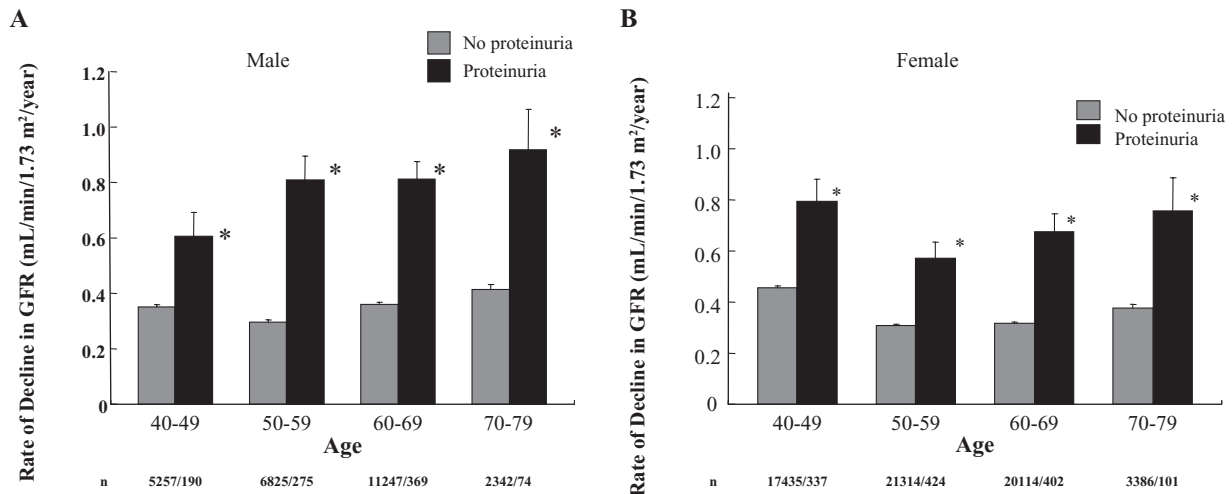 A
Male
No proteinuria
Proteinuria
Rate of Decline in GFR (mL/min/1.73 m²/year)
1.2
1.0
0.8
0.6
0.4
0.2
0
*
*
*
*
40-49 50-59 60-69 70-79
Age
n 5257/190 6825/275 11247/369 2342/74
B
Female
No proteinuria
Proteinuria
Rate of Decline in GFR (mL/min/1.73 m²/year)
1.2
1.0
0.8
0.6
0.4
0.2
0
*
*
*
*
40-49 50-59 60-69 70-79
Age
n 17435/337 21314/424 20114/402 3386/101